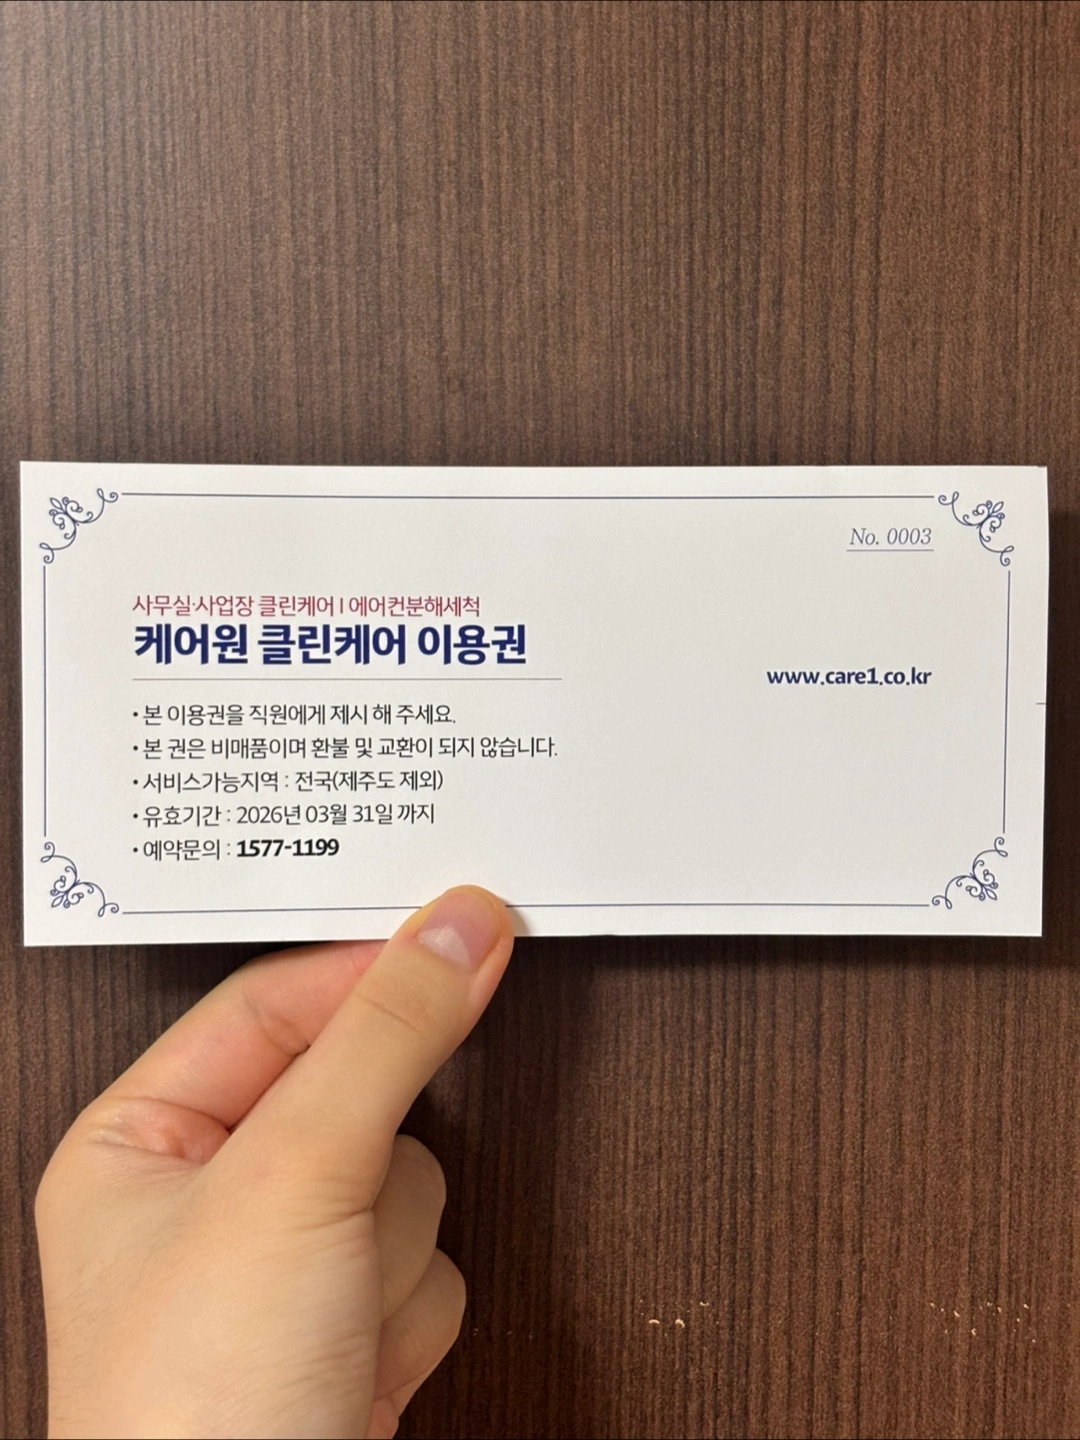 No. 0003
사무실·사업장 클린케어 I 에어컨분해세척
케어원 클린케어 이용권
www.care1.co.kr
• 본 이용권을 직원에게 제시 해 주세요.
• 본 권은 비매품이며 환불 및 교환이 되지 않습니다.
• 서비스가능지역 : 전국(제주도 제외)
• 유효기간 : 2026년 03월 31일 까지
• 예약문의 : 1577-1199